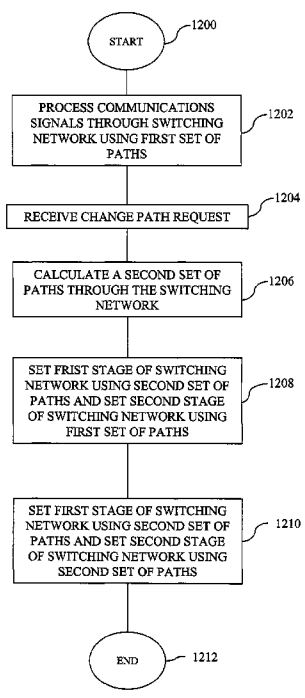 START
1200
PROCESS COMMUNICATIONS
SIGNALS THROUGH SWITCHING
NETWORK USING FIRST SET OF
PATHS
1202
RECEIVE CHANGE PATH REQUEST
1204
CALCULATE A SECOND SET OF
PATHS THROUGH THE SWITCHING
NETWORK
1206
SET FRIST STAGE OF SWITCHING
NETWORK USING SECOND SET OF
PATHS AND SET SECOND STAGE
OF SWITCHING NETWORK USING
FIRST SET OF PATHS
1208
SET FIRST STAGE OF SWITCHING
NETWORK USING SECOND SET OF
PATHS AND SET SECOND STAGE
OF SWITCHING NETWORK USING
SECOND SET OF PATHS
1210
END
1212